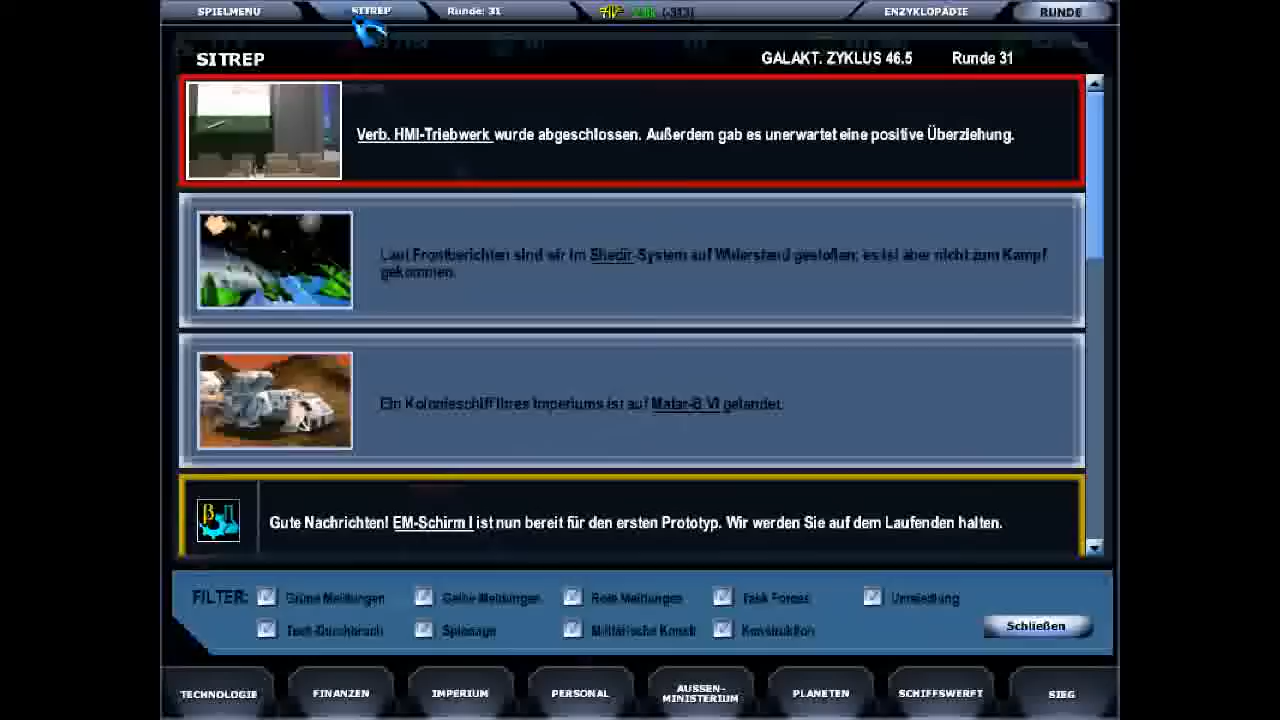 SPIELMENU SITREP Runde: 31 ENZYKLOPÄDIE RUNDE
SITREP GALAKT. ZYKLUS 46.5 Runde 31
Verb. HMI-Triebwerk wurde abgeschlossen. Außerdem gab es unerwartet eine positive Überziehung.
Laut Frontberichten sind wir im Shedir-System auf Widerstand gestoßen; es ist aber nicht zum Kampf
gekommen.
Ein Kolonieschiff Ihres Imperiums ist auf VI gelandet.
Gute Nachrichten! EM-Schirm I ist nun bereit für den ersten Prototyp. Wir werden Sie auf dem Laufenden halten.
FILTER: Grüne Meldungen Gelbe Meldungen Rote Meldungen Task Forces Umsiedlung
Tech-Durchbruch Spionage Militärische Konstr Konstruktion
Schließen
TECHNOLOGIE FINANZEN IMPERIUM PERSONAL AUSSEN-
MINISTERIUM PLANETEN SCHIFFSWERFT SIEG